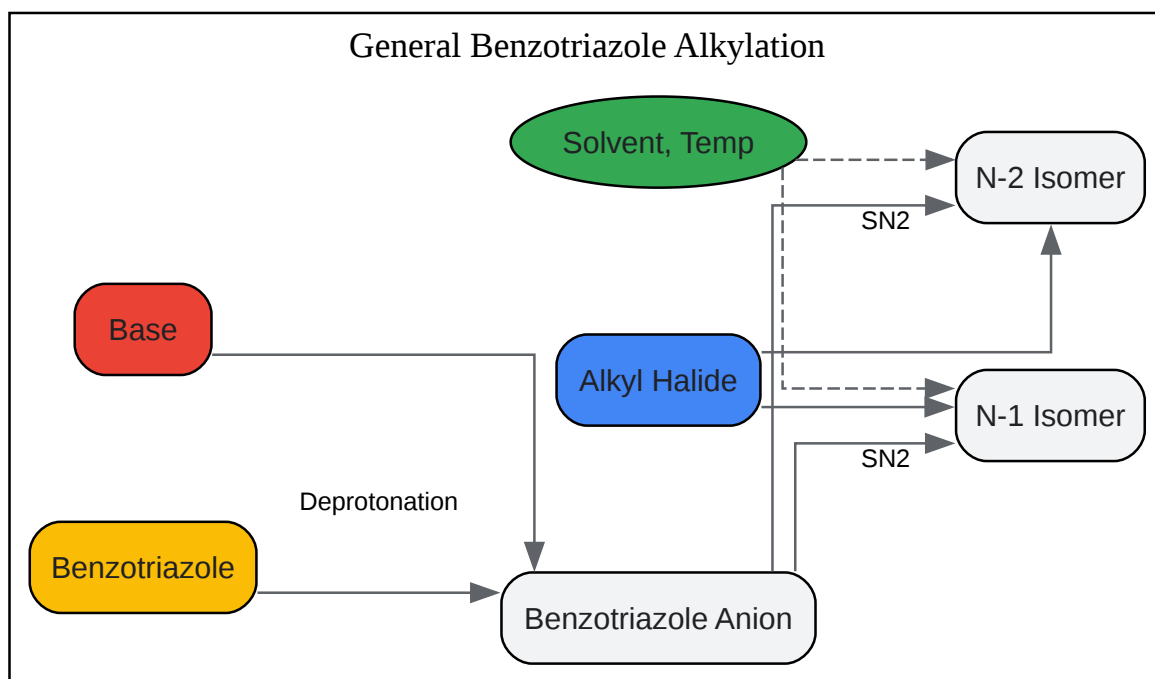 General Benzotriazole Alkylation
Solvent, Temp
N-2 Isomer
SN2
Base
Alkyl Halide
N-1 Isomer
SN2
Deprotonation
Benzotriazole
Benzotriazole Anion